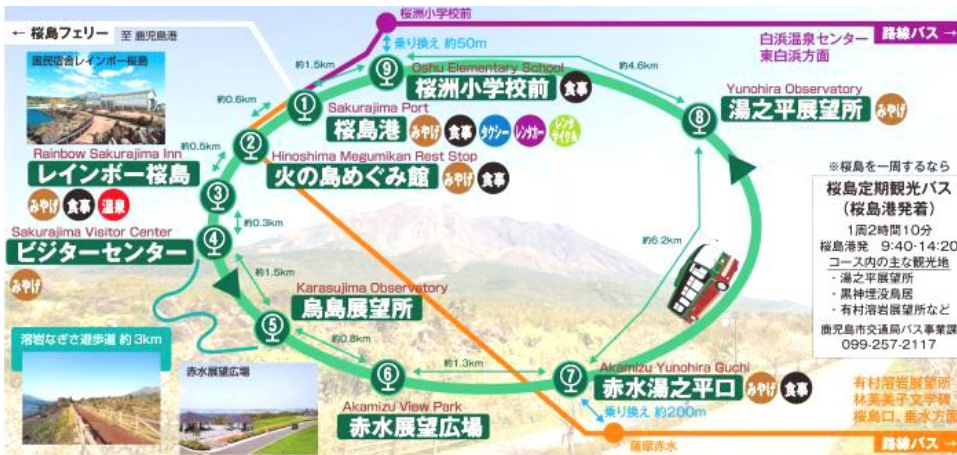 桜洲小学校前
← 桜島フェリー 至 鹿児島港
路線バス →
白浜温泉センター
東白浜方面
乗り換え 約50m
国民宿舎レインボー桜島
約1.5km
⑨
Oshu Elementary School
桜洲小学校前 食事
約4.6km
Yunohira Observatory
⑧ 湯之平展望所 みやげ
約0.6km
①
Sakurajima Port
桜島港 みやげ 食事 タクシー レンタカー レンタサイクル
約0.5km
②
Hinoshima Megumikan Rest Stop
火の島めぐみ館 みやげ 食事
Rainbow Sakurajima Inn
レインボー桜島 ③
みやげ 食事 温泉
約0.3km
Sakurajima Visitor Center
ビジターセンター ④
みやげ
約1.5km
Karasujima Observatory
⑤ 烏島展望所
約6.2km
※桜島を一周するなら
桜島定期観光バス
(桜島港発着)
1周2時間10分
桜島港発 9:40-14:20
コース内の主な観光地
・湯之平展望所
・黒神埋没鳥居
・有村溶岩展望所など
鹿児島市交通局バス事業課
099-257-2117
溶岩なぎさ遊歩道 約3km
赤水展望広場
約0.8km
⑥
Akamizu View Park
赤水展望広場
約1.3km
Akamizu Yunohira Guchi
⑦ 赤水湯之平口 みやげ 食事
乗り換え 約200m
薩摩赤水
有村溶岩展望所
林芙美子文学碑
桜島口、垂水方面
路線バス →